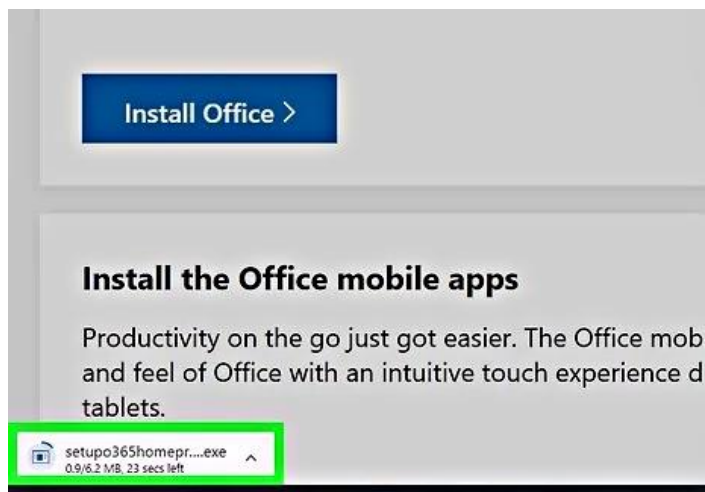 Install Office >
Install the Office mobile apps
Productivity on the go just got easier. The Office mob
and feel of Office with an intuitive touch experience d
tablets.
setupo365homepr....exe
0.9/6.2 MB, 23 secs left